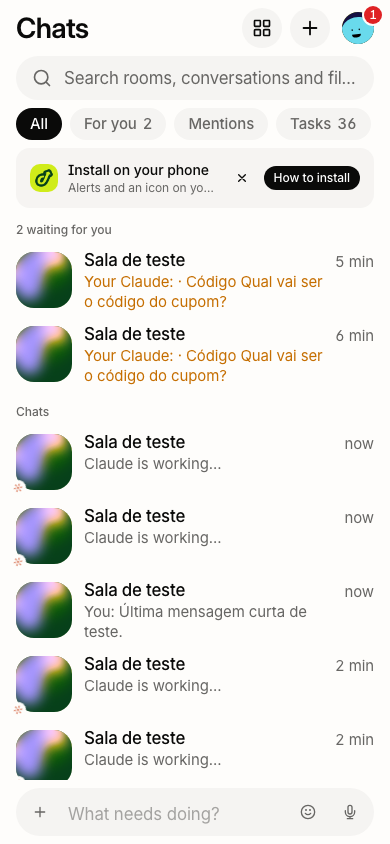 Chats
1
Search rooms, conversations and fil...
All
For you 2
Mentions
Tasks 36
Install on your phone
Alerts and an icon on yo...
How to install
2 waiting for you
Sala de teste
5 min
Your Claude: · Código Qual vai ser
o código do cupom?
Sala de teste
6 min
Your Claude: · Código Qual vai ser
o código do cupom?
Chats
Sala de teste
now
Claude is working...
Sala de teste
now
Claude is working...
Sala de teste
now
You: Última mensagem curta de
teste.
Sala de teste
2 min
Claude is working...
Sala de teste
2 min
Claude is working...
What needs doing?